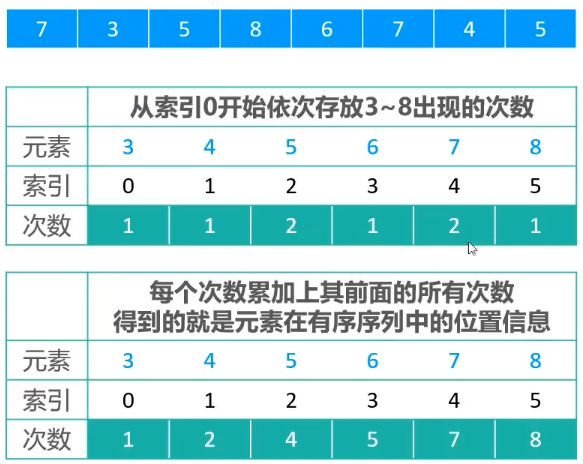 7 3 5 8 6 7 4 5
从索引0开始依次存放3~8出现的次数
元素 3 4 5 6 7 8
索引 0 1 2 3 4 5
次数 1 1 2 1 2 1
每个次数累加上其前面的所有次数
得到的就是元素在有序序列中的位置信息
元素 3 4 5 6 7 8
索引 0 1 2 3 4 5
次数 1 2 4 5 7 8